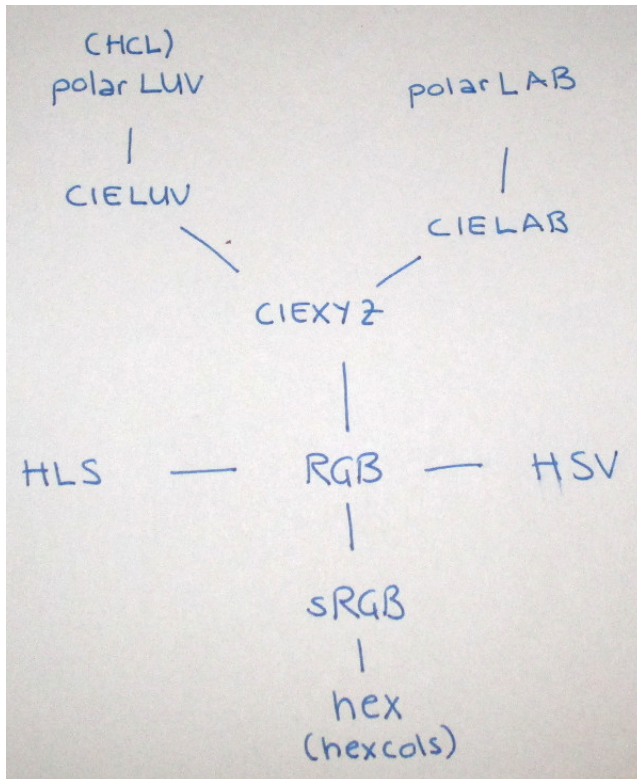 (HCL)
polar LUV
polar LAB
CIELUV
CIELAB
CIEXYZ
HLS
RGB
HSV
sRGB
hex
(hexcols)